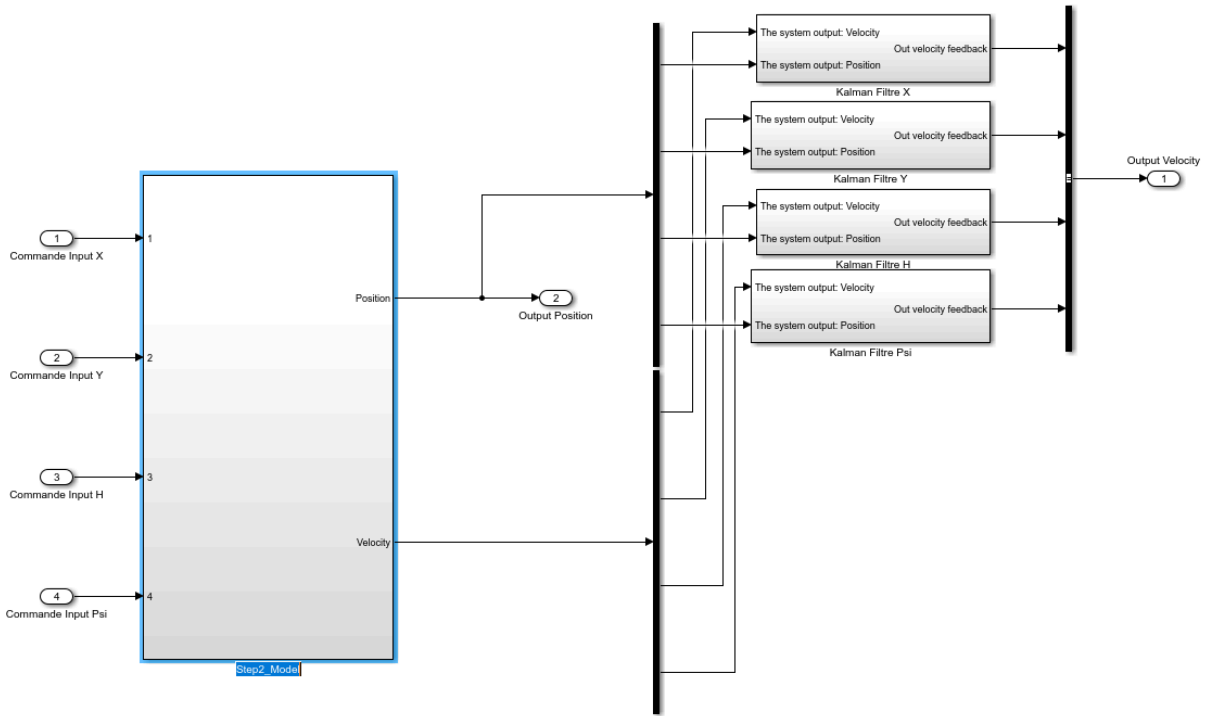 The system output: Velocity
Out velocity feedback
The system output: Position
Kalman Filtre X
The system output: Velocity
Out velocity feedback
The system output: Position
Kalman Filtre Y
The system output: Velocity
Out velocity feedback
The system output: Position
Kalman Filtre H
The system output: Velocity
Out velocity feedback
The system output: Position
Kalman Filtre Psi
Output Velocity
1
1
Commande Input X
1
Position
2
Output Position
2
Commande Input Y
2
3
Commande Input H
3
Velocity
4
Commande Input Psi
4
Step2_Model